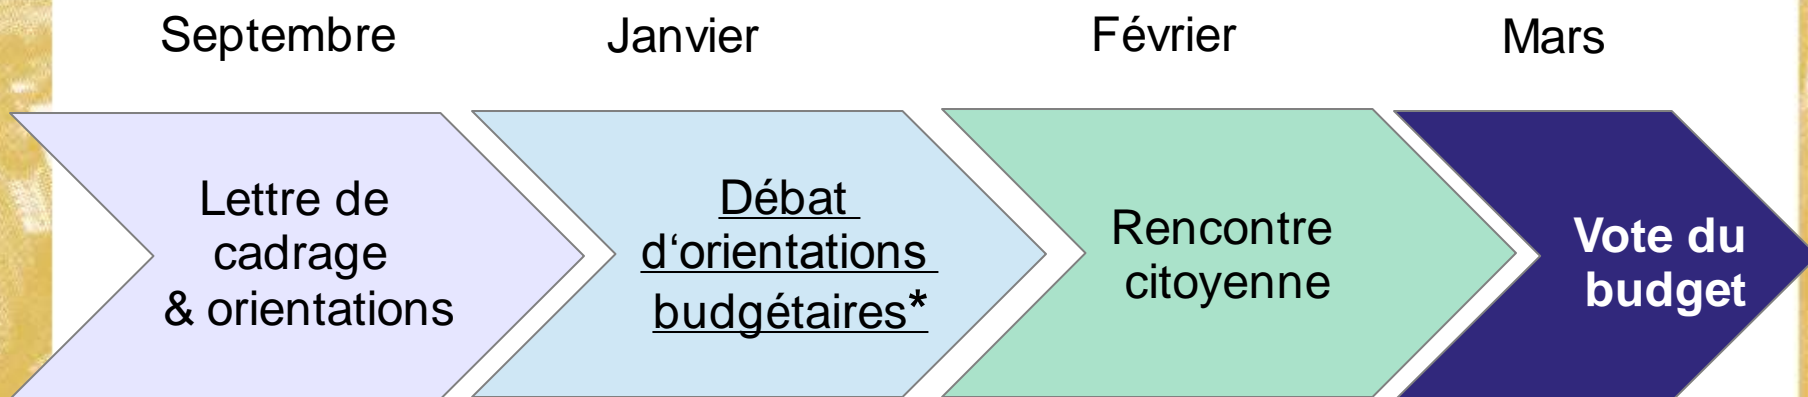 Septembre
Janvier
Février
Mars
Lettre de
cadrage
& orientations
Débat
d‘orientations
budgétaires*
Rencontre
citoyenne
Vote du
budget